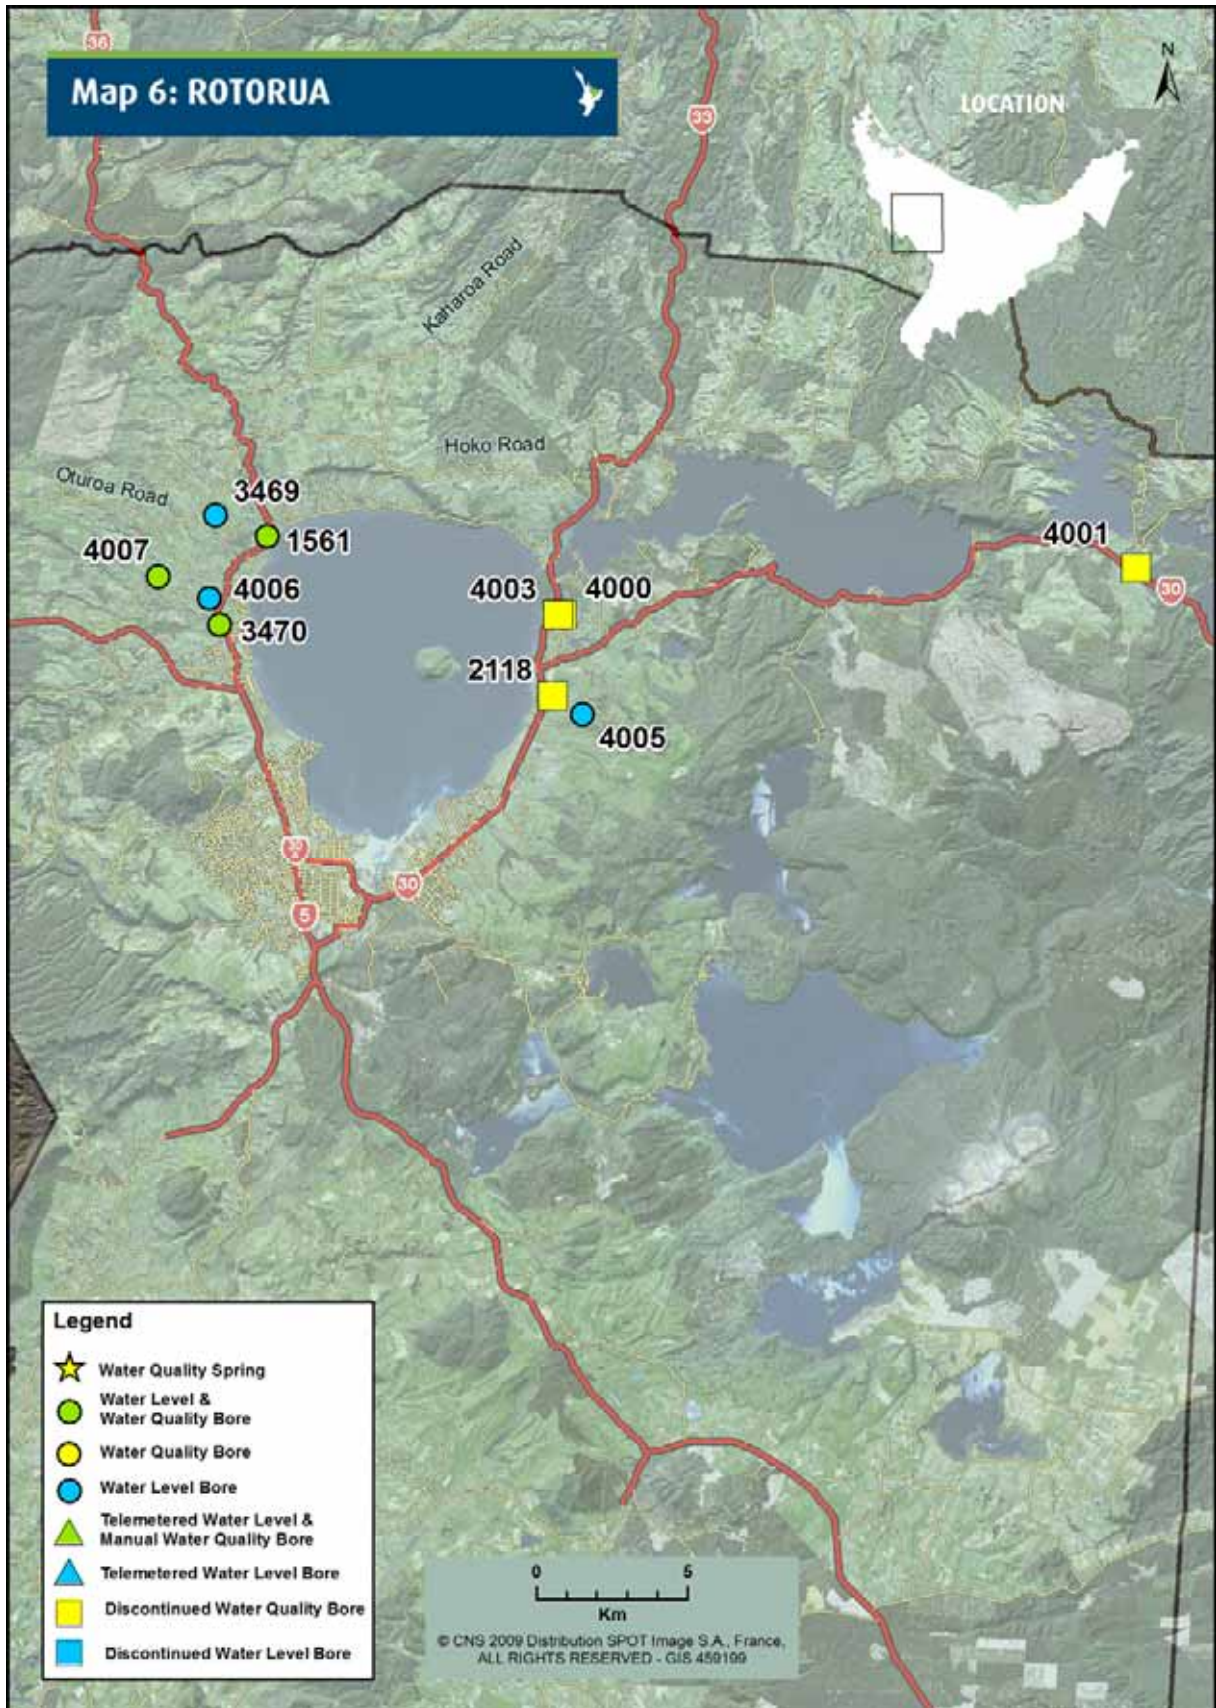 36
Map 6: ROTORUA
33
N
LOCATION
Kaharoa Road
Hoko Road
Oturoa Road
3469
1561
4007
4006
3470
4003
4000
4001
30
2118
4005
30
30
5
Legend
Water Quality Spring
Water Level &
Water Quality Bore
Water Quality Bore
Water Level Bore
Telemetered Water Level &
Manual Water Quality Bore
Telemetered Water Level Bore
Discontinued Water Quality Bore
Discontinued Water Level Bore
0 5
Km
© CNS 2009 Distribution SPOT Image S.A., France,
ALL RIGHTS RESERVED - GIS 459199